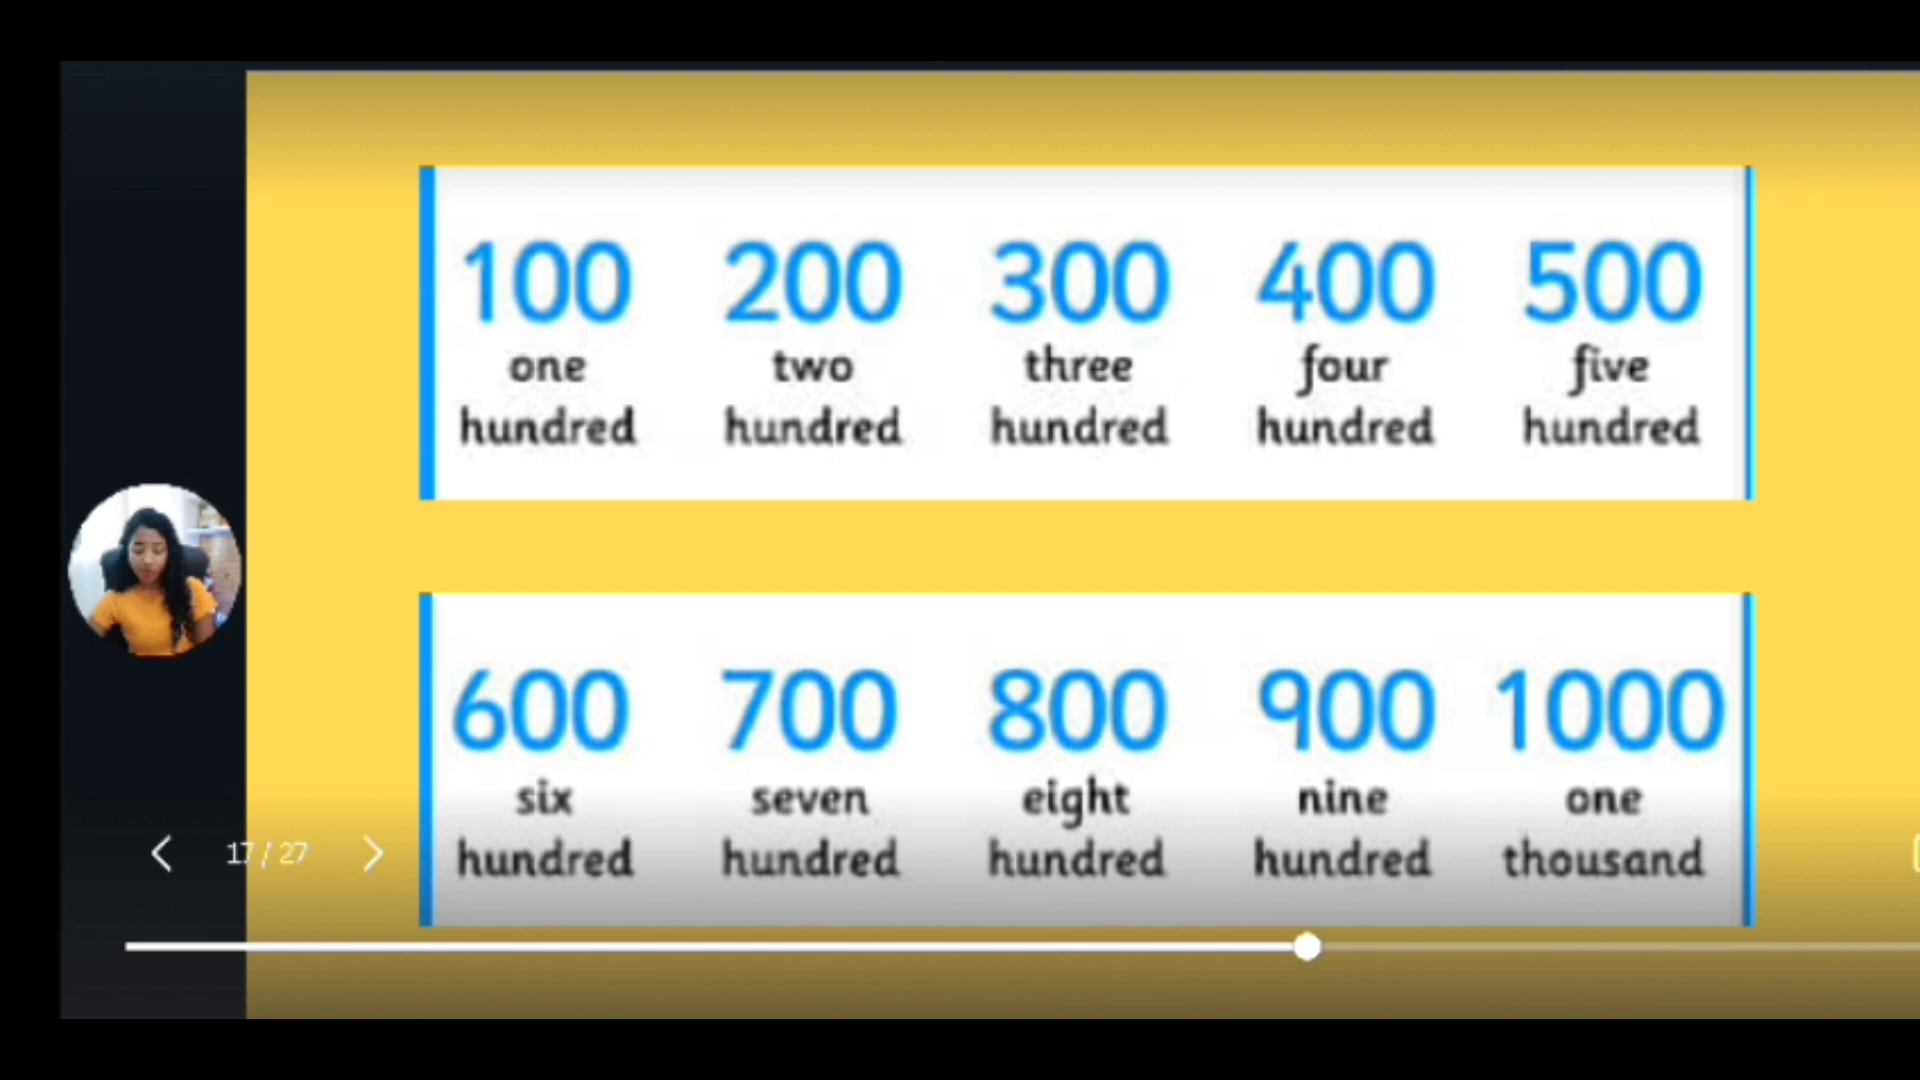 100 200 300 400 500
one two three four five
hundred hundred hundred hundred hundred
600 700 800 900 1000
six seven eight nine one
hundred hundred hundred hundred thousand
17 / 27